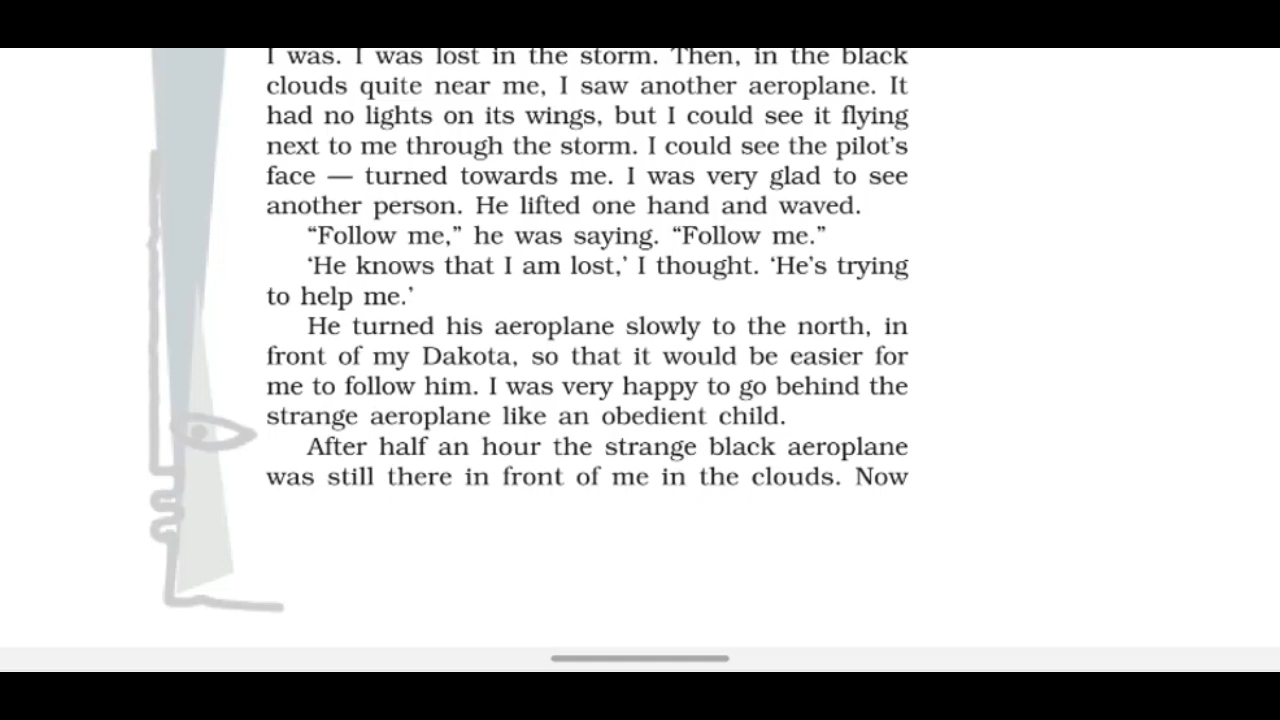 I was. I was lost in the storm. Then, in the black
clouds quite near me, I saw another aeroplane. It
had no lights on its wings, but I could see it flying
next to me through the storm. I could see the pilot’s
face — turned towards me. I was very glad to see
another person. He lifted one hand and waved.
“Follow me,” he was saying. “Follow me.”
‘He knows that I am lost,’ I thought. ‘He’s trying
to help me.’
He turned his aeroplane slowly to the north, in
front of my Dakota, so that it would be easier for
me to follow him. I was very happy to go behind the
strange aeroplane like an obedient child.
After half an hour the strange black aeroplane
was still there in front of me in the clouds. Now